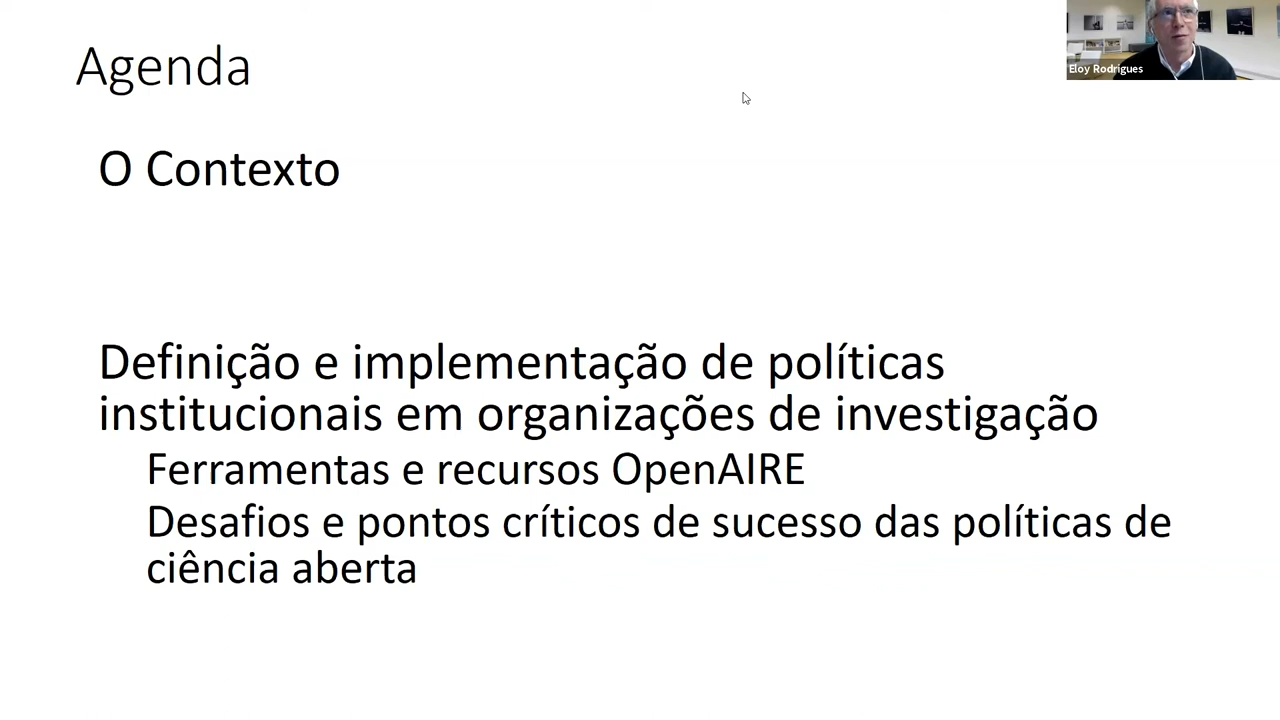 Agenda
Eloy Rodrigues
O Contexto
Definição e implementação de políticas
institucionais em organizações de investigação
Ferramentas e recursos OpenAIRE
Desafios e pontos críticos de sucesso das políticas de
ciência aberta